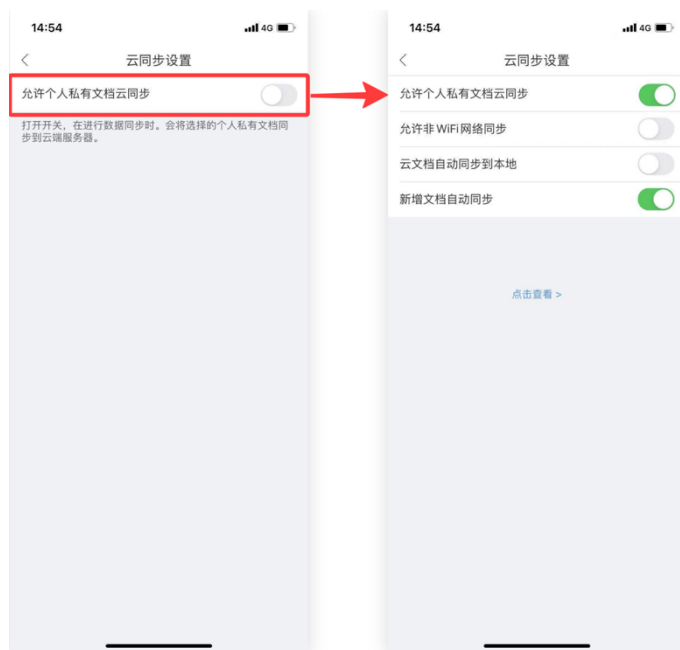 14:54
4G
云同步设置
允许个人私有文档云同步
打开开关，在进行数据同步时。会将选择的个人私有文档同
步到云端服务器。
14:54
4G
云同步设置
允许个人私有文档云同步
允许非 WiFi 网络同步
云文档自动同步到本地
新增文档自动同步
点击查看 >